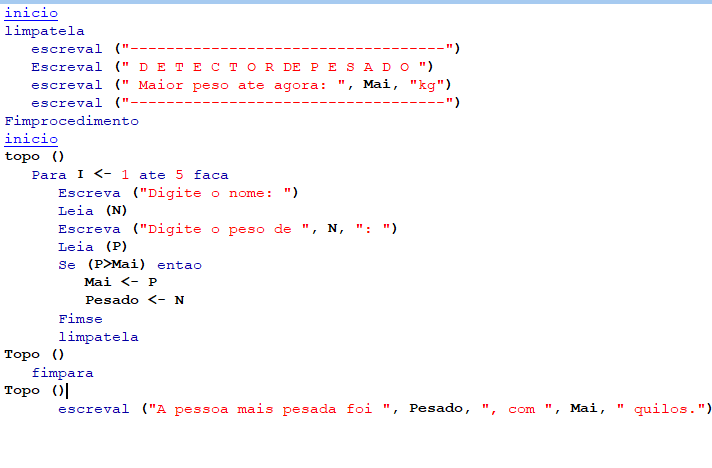 inicio
limpatela
escreval ("-----------------------------------")
Escreval (" D E T E C T O R DE P E S A D O ")
escreval (" Maior peso ate agora: ", Mai, "kg")
escreval ("-----------------------------------")
Fimprocedimento
inicio
topo ()
Para I <- 1 ate 5 faca
Escreva ("Digite o nome: ")
Leia (N)
Escreva ("Digite o peso de ", N, ": ")
Leia (P)
Se (P>Mai) entao
Mai <- P
Pesado <- N
Fimse
limpatela
Topo ()
fimpara
Topo ()
escreval ("A pessoa mais pesada foi ", Pesado, ", com ", Mai, " quilos.")